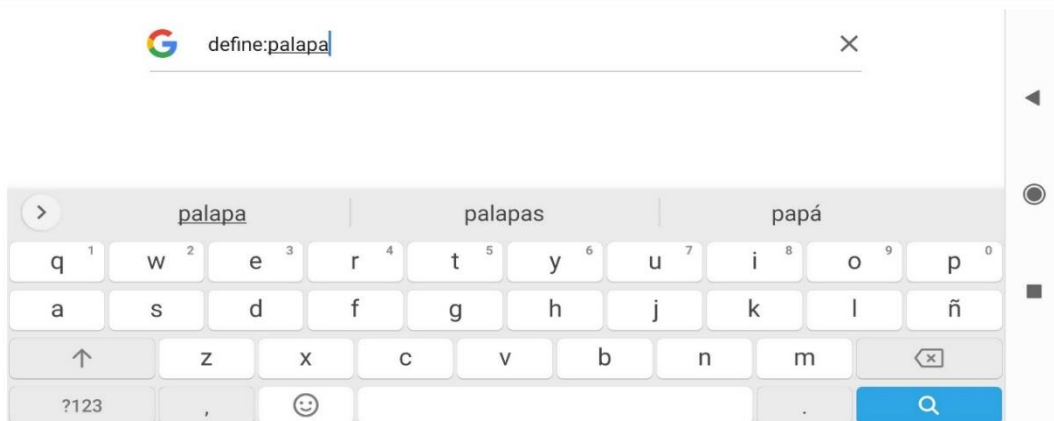 define:palapa
palapa palapas papá
q 1 w 2 e 3 r 4 t 5 y 6 u 7 i 8 o 9 p 0
a s d f g h j k l ñ
z x c v b n m
?123 , .